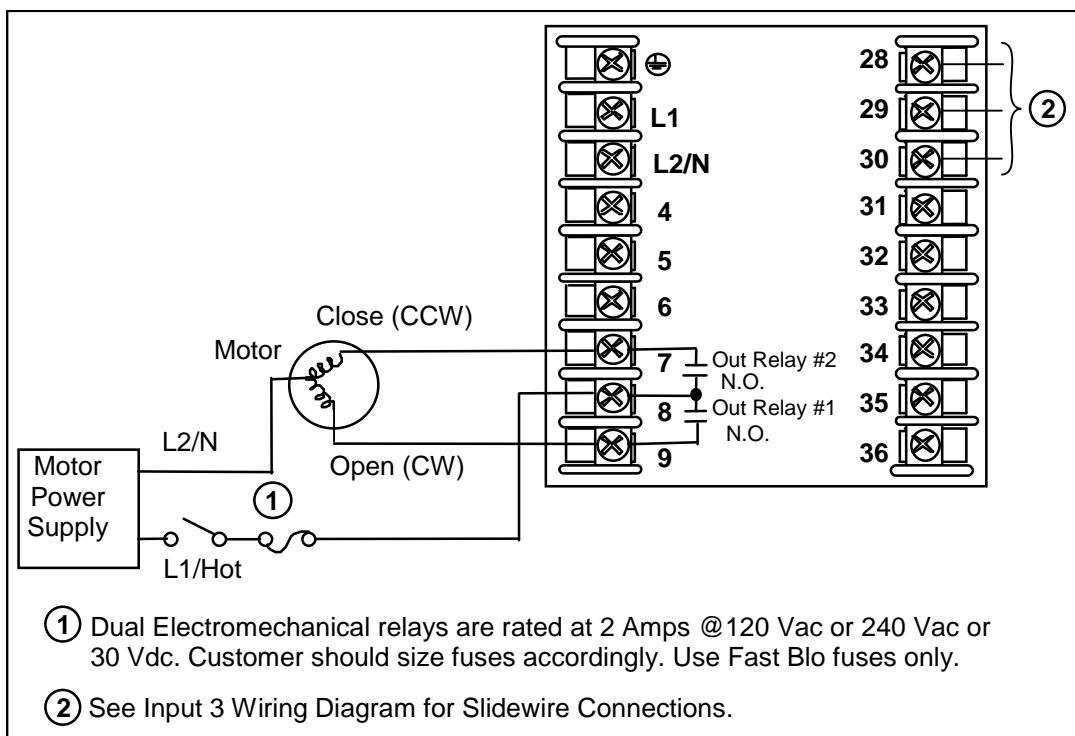 28
L1
29
2
L2/N
30
4
31
5
32
6
33
Close (CCW)
Motor
7
Out Relay #2
N.O.
34
8
Out Relay #1
N.O.
35
L2/N
Open (CW)
9
36
Motor
Power
Supply
1
L1/Hot
1 Dual Electromechanical relays are rated at 2 Amps @120 Vac or 240 Vac or
30 Vdc. Customer should size fuses accordingly. Use Fast Blo fuses only.
2 See Input 3 Wiring Diagram for Slidewire Connections.